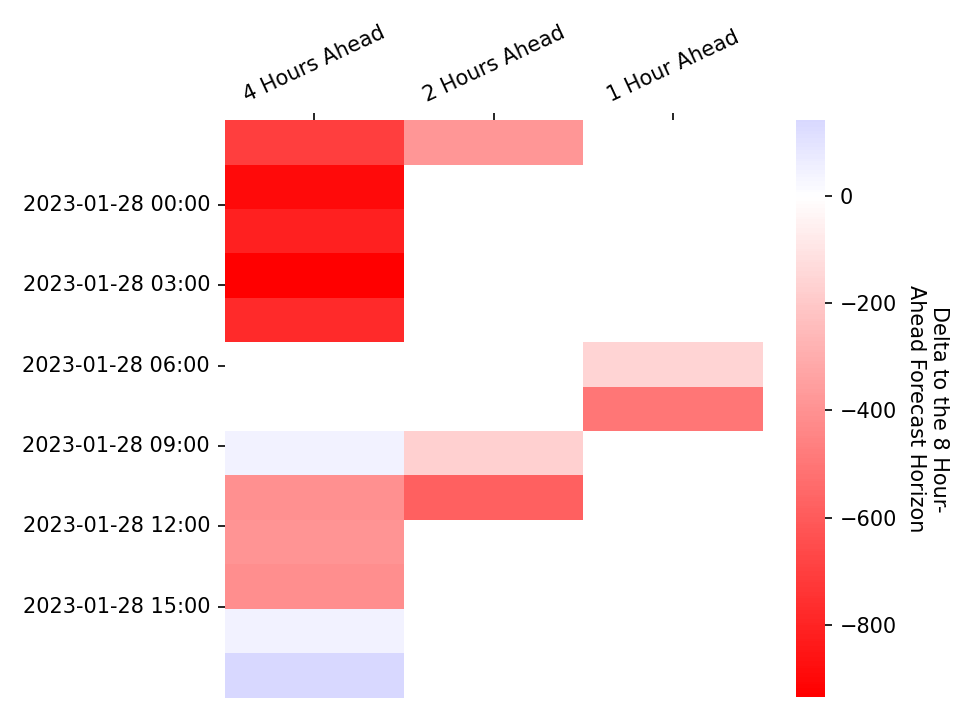 4 Hours Ahead
2 Hours Ahead
1 Hour Ahead
2023-01-28 00:00
2023-01-28 03:00
2023-01-28 06:00
2023-01-28 09:00
2023-01-28 12:00
2023-01-28 15:00
0
−200
−400
−600
−800
Delta to the 8 Hour-
Ahead Forecast Horizon